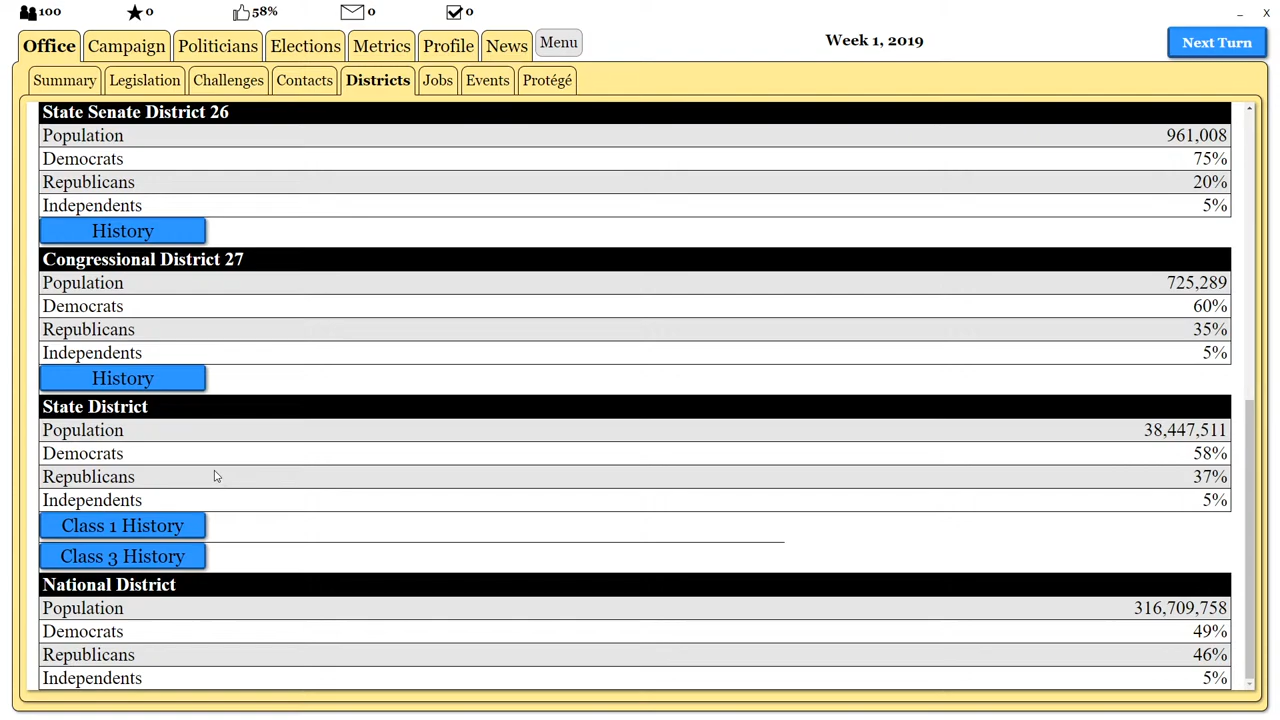 100 0 58% 0 0
_ X
Office Campaign Politicians Elections Metrics Profile News Menu Week 1, 2019 Next Turn
Summary Legislation Challenges Contacts Districts Jobs Events Protégé
State Senate District 26
Population 961,008
Democrats 75%
Republicans 20%
Independents 5%
History
Congressional District 27
Population 725,289
Democrats 60%
Republicans 35%
Independents 5%
History
State District
Population 38,447,511
Democrats 58%
Republicans 37%
Independents 5%
Class 1 History
Class 3 History
National District
Population 316,709,758
Democrats 49%
Republicans 46%
Independents 5%